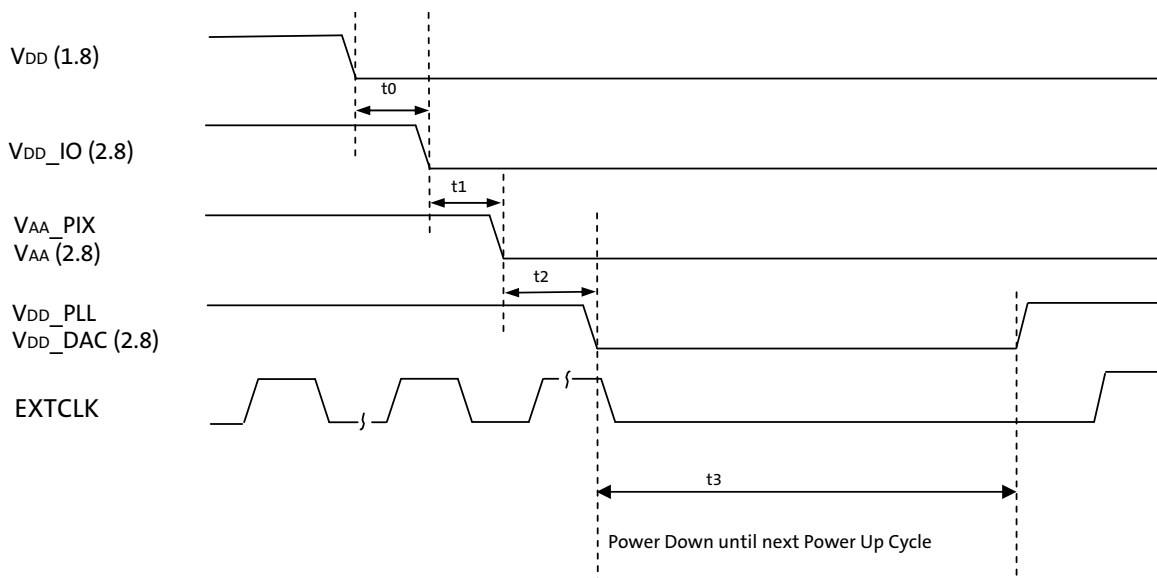 VDD (1.8)
t0
VDD_IO (2.8)
t1
VAA_PIX
VAA (2.8)
t2
VDD_PLL
VDD_DAC (2.8)
EXTCLK
t3
Power Down until next Power Up Cycle